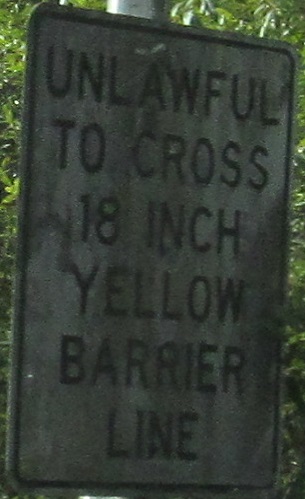 UNLAWFUL
TO CROSS
18 INCH
YELLOW
BARRIER
LINE